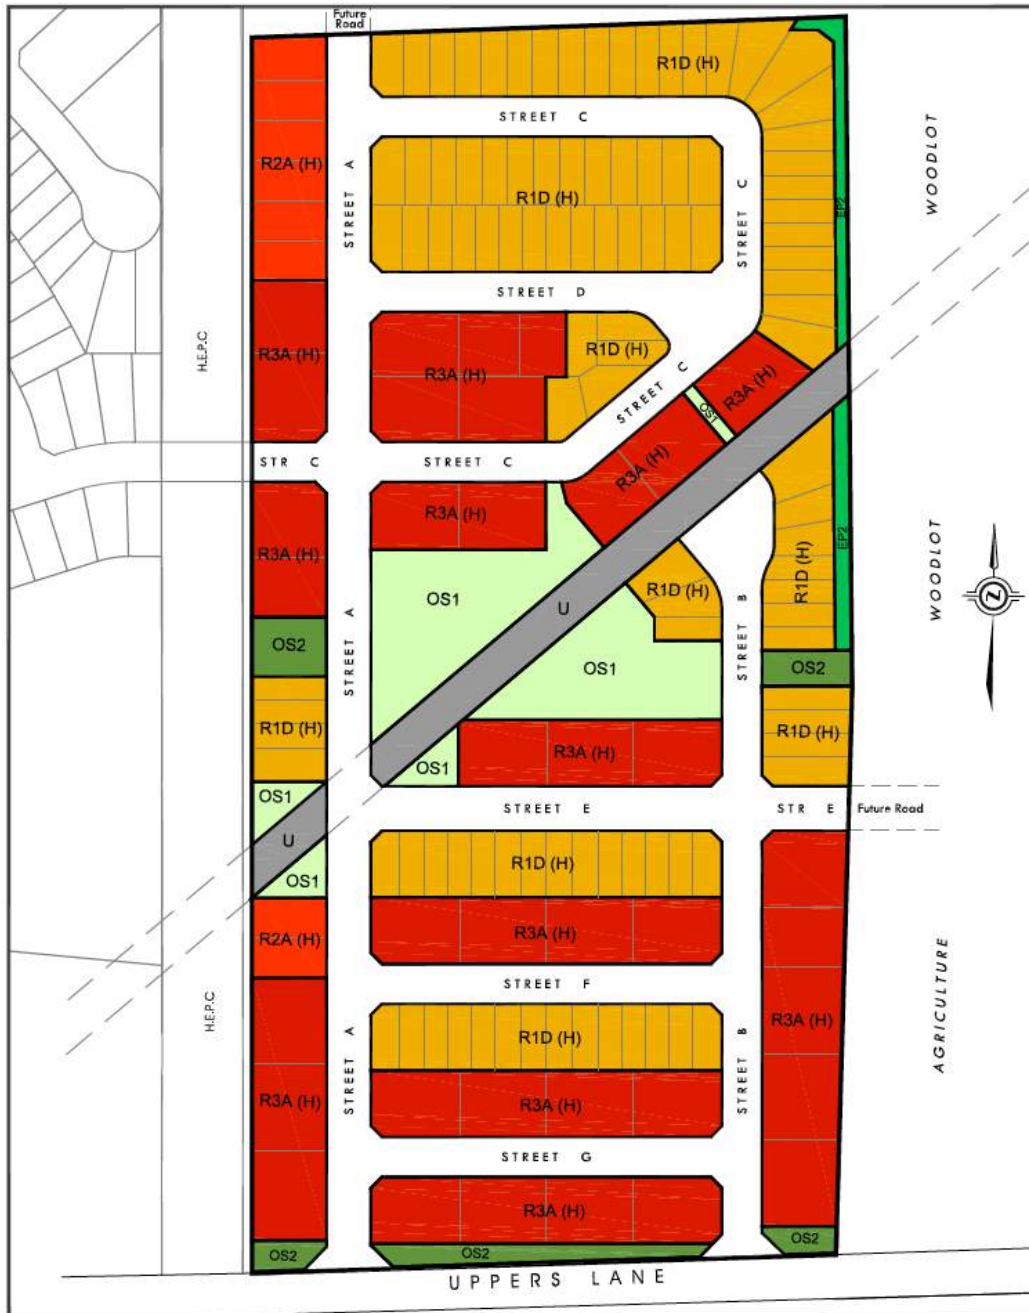 Future
Road
R1D (H)
STREET C
R2A (H)
STREET A
R1D (H)
STREET C
WOODLOT
EP2
STREET D
H.E.P.C
R3A (H)
R3A (H)
R1D (H)
STREET C
R3A (H)
OS1
STR C
STREET C
R3A (H)
R3A (H)
R3A (H)
EP2
WOODLOT
R1D (H)
R1D (H)
OS1
U
STREET A
STREET B
OS2
OS1
OS2
N
R1D (H)
R1D (H)
R3A (H)
OS1
OS1
STREET E
STR E
Future Road
U
OS1
R1D (H)
R2A (H)
R3A (H)
STREET F
H.E.P.C
R1D (H)
R3A (H)
AGRICULTURE
STREET A
STREET B
R3A (H)
R3A (H)
STREET G
R3A (H)
OS2
OS2
OS2
UPPERS LANE